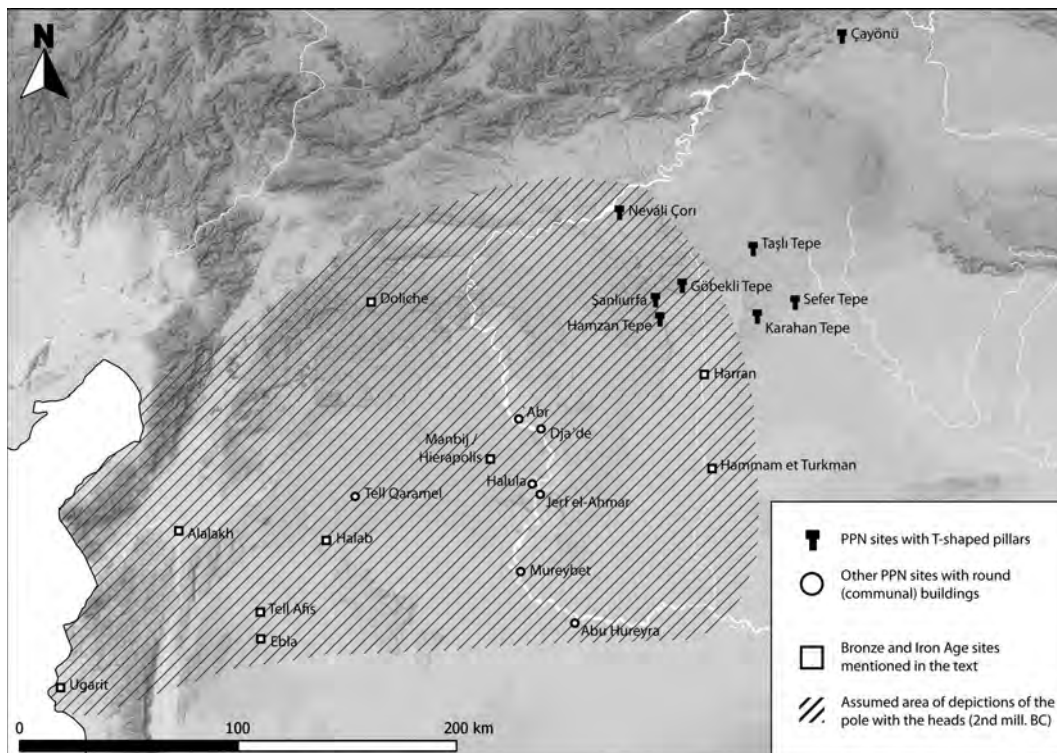 N
Çayönü
Nevâli Çorı
Taşlı Tepe
Göbekli Tepe
Şanlıurfa
Sefer Tepe
Doliche
Hamzan Tepe
Karahan Tepe
Harran
'Abr
Dja'de
Manbij /
Hierapolis
Hammam et Turkman
Halula
Tell Qaramel
Jerf el-Ahmar
Alalakh
Halab
Mureybet
Tell Afis
Abu Hureyra
Ebla
Ugarit
0 100 200 km
PPN sites with T-shaped pillars
Other PPN sites with round
(communal) buildings
Bronze and Iron Age sites
mentioned in the text
Assumed area of depictions of the
pole with the heads (2nd mill. BC)